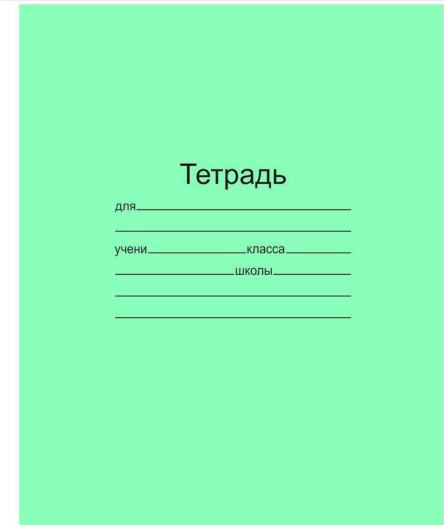 Тетрадь
для
учени класса
школы